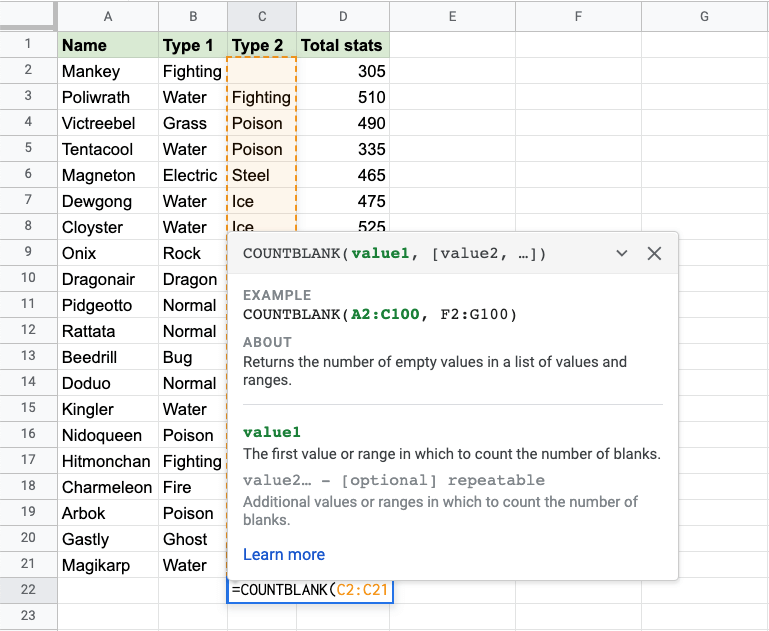 A B C D E F G
1 Name Type 1 Type 2 Total stats
2 Mankey Fighting 305
3 Poliwrath Water Fighting 510
4 Victreebel Grass Poison 490
5 Tentacool Water Poison 335
6 Magneton Electric Steel 465
7 Dewgong Water Ice 475
8 Cloyster Water Ice 525
9 Onix Rock
10 Dragonair Dragon
11 Pidgeotto Normal
12 Rattata Normal
13 Beedrill Bug
14 Doduo Normal
15 Kingler Water
16 Nidoqueen Poison
17 Hitmonchan Fighting
18 Charmeleon Fire
19 Arbok Poison
20 Gastly Ghost
21 Magikarp Water
22 =COUNTBLANK(C2:C21
23
COUNTBLANK(value1, [value2, …])
EXAMPLE
COUNTBLANK(A2:C100, F2:G100)
ABOUT
Returns the number of empty values in a list of values and
ranges.
value1
The first value or range in which to count the number of blanks.
value2… – [optional] repeatable
Additional values or ranges in which to count the number of
blanks.
Learn more